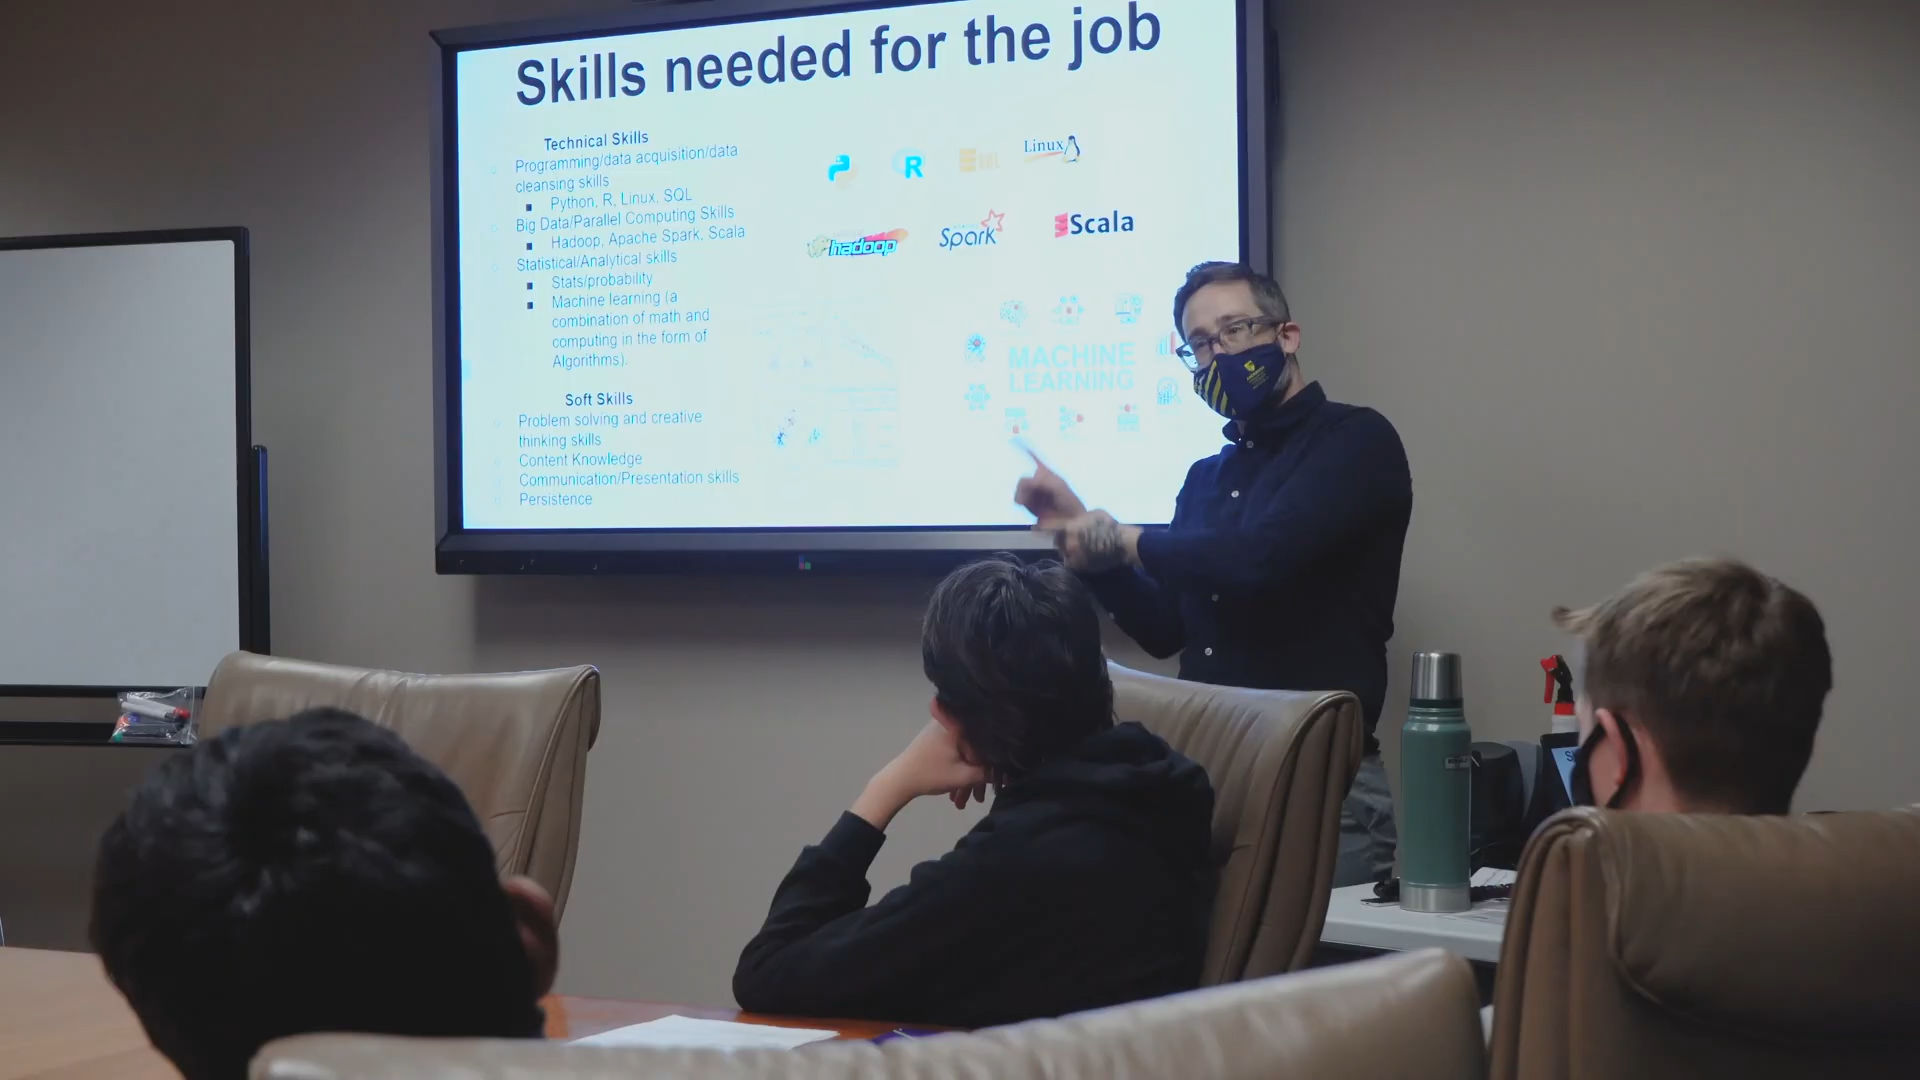 Skills needed for the job
Technical Skills
Programming/data acquisition/data
cleansing skills
Python, R, Linux, SQL
Big Data/Parallel Computing Skills
Hadoop, Apache Spark, Scala
Statistical/Analytical skills
Stats/probability
Machine learning (a
combination of math and
computing in the form of
Algorithms).
Soft Skills
Problem solving and creative
thinking skills
Content Knowledge
Communication/Presentation skills
Persistence
R
Linux
hadoop
Spark
Scala
MACHINE
LEARNING